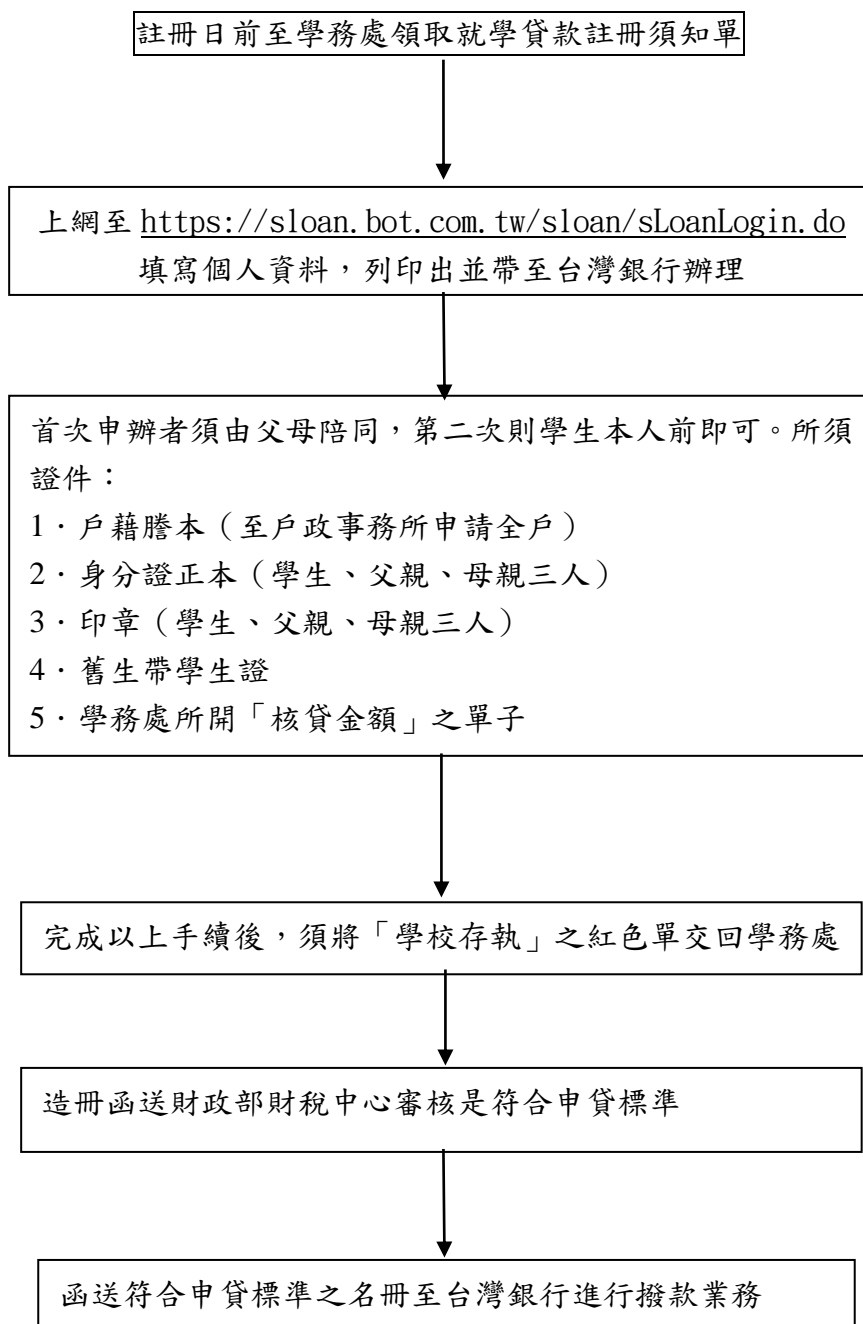 註冊日前至學務處領取就學貸款註冊須知單
上網至 https://sloan.bot.com.tw/sloan/sLoanLogin.do
填寫個人資料，列印出並帶至台灣銀行辦理
首次申辦者須由父母陪同，第二次則學生本人前即可。所須
證件：
1．戶藉謄本（至戶政事務所申請全戶）
2．身分證正本（學生、父親、母親三人）
3．印章（學生、父親、母親三人）
4．舊生帶學生證
5．學務處所開「核貸金額」之單子
完成以上手續後，須將「學校存執」之紅色單交回學務處
造冊函送財政部財稅中心審核是符合申貸標準
函送符合申貸標準之名冊至台灣銀行進行撥款業務